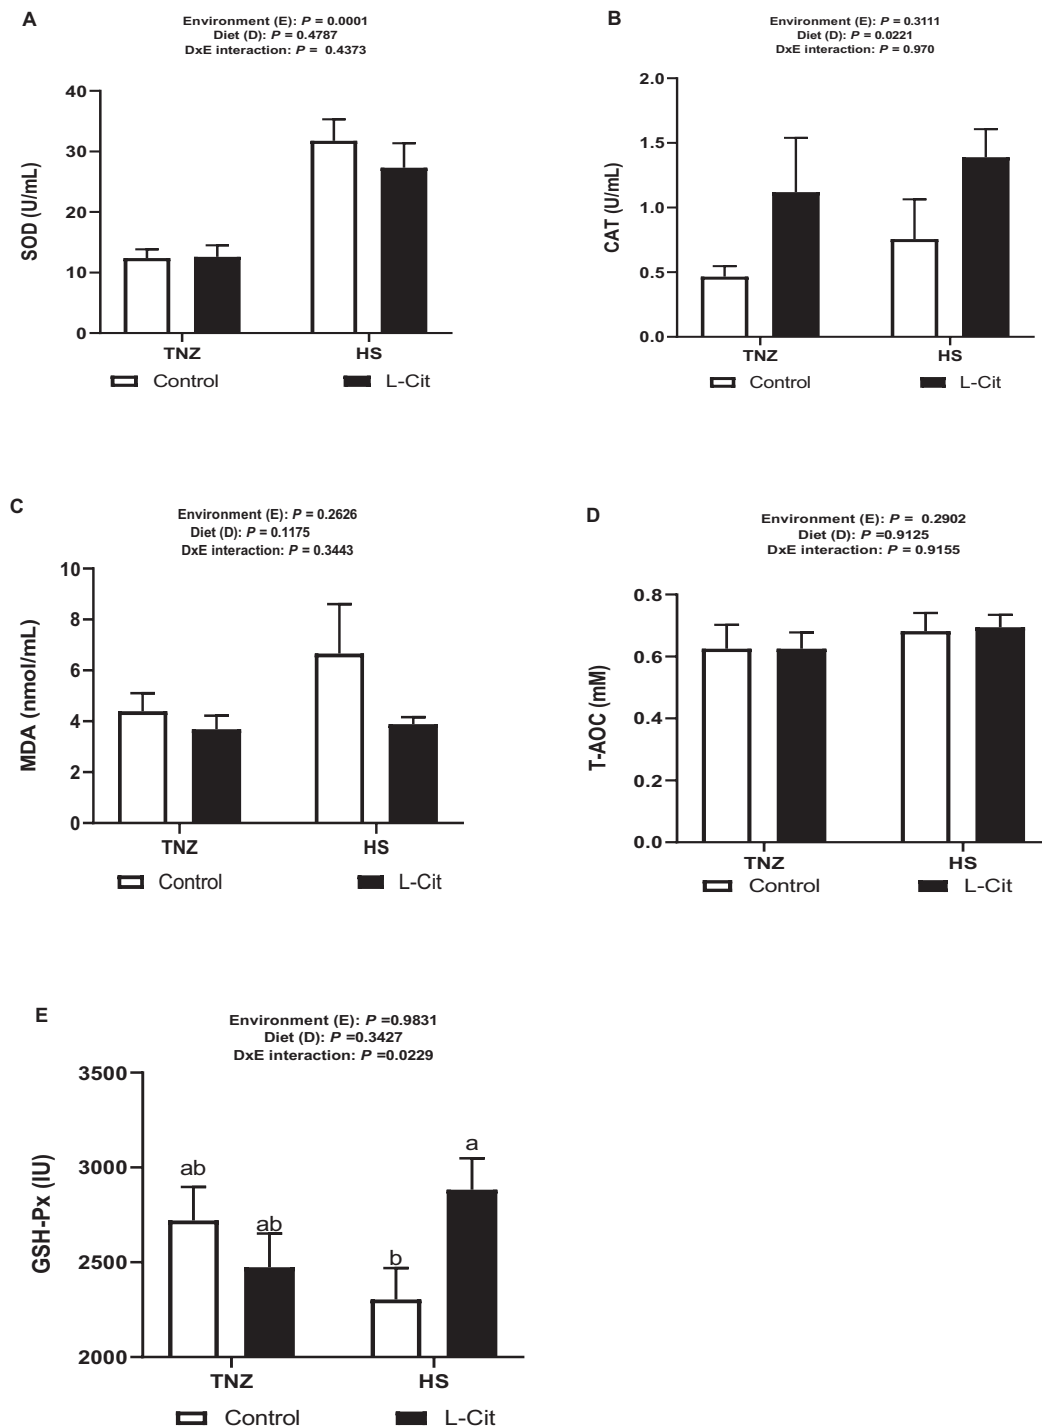 A
Environment (E): P = 0.0001
Diet (D): P = 0.4787
DxE interaction: P = 0.4373
SOD (U/mL)
40
30
20
10
0
TNZ HS
Control L-Cit
B
Environment (E): P = 0.3111
Diet (D): P = 0.0221
DxE interaction: P = 0.970
CAT (U/mL)
2.0
1.5
1.0
0.5
0.0
TNZ HS
Control L-Cit
C
Environment (E): P = 0.2626
Diet (D): P = 0.1175
DxE interaction: P = 0.3443
MDA (nmol/mL)
10
8
6
4
2
0
TNZ HS
Control L-Cit
D
Environment (E): P = 0.2902
Diet (D): P =0.9125
DxE interaction: P = 0.9155
T-AOC (mM)
0.8
0.6
0.4
0.2
0.0
TNZ HS
Control L-Cit
E
Environment (E): P =0.9831
Diet (D): P =0.3427
DxE interaction: P =0.0229
GSH-Px (IU)
3500
3000
2500
2000
ab ab b a
TNZ HS
Control L-Cit